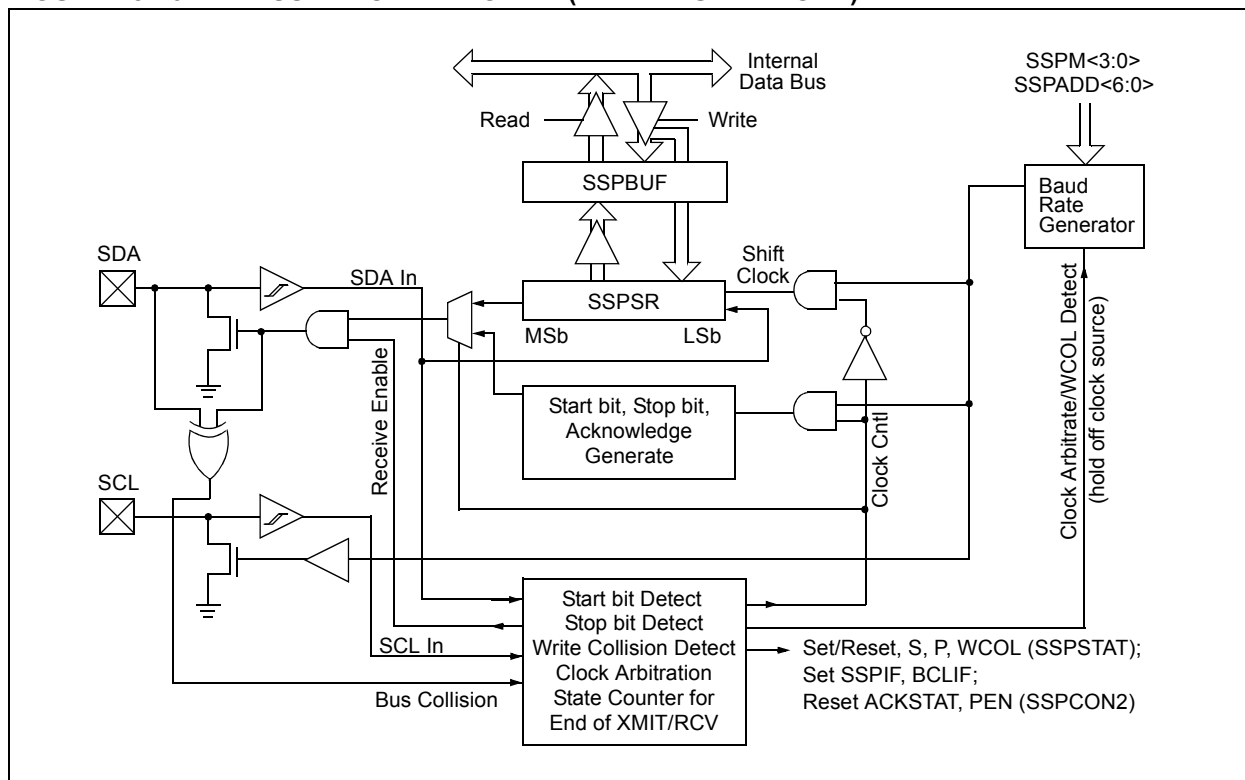 Internal
Data Bus
SSPM<3:0>
SSPADD<6:0>
Read
Write
SSPBUF
Baud
Rate
Generator
SDA
SDA In
Shift
Clock
SSPSR
MSb
LSb
Start bit, Stop bit,
Acknowledge
Generate
Receive Enable
Clock Cntl
Clock Arbitrate/WCOL Detect
(hold off clock source)
SCL
SCL In
Bus Collision
Start bit Detect
Stop bit Detect
Write Collision Detect
Clock Arbitration
State Counter for
End of XMIT/RCV
Set/Reset, S, P, WCOL (SSPSTAT);
Set SSPIF, BCLIF;
Reset ACKSTAT, PEN (SSPCON2)